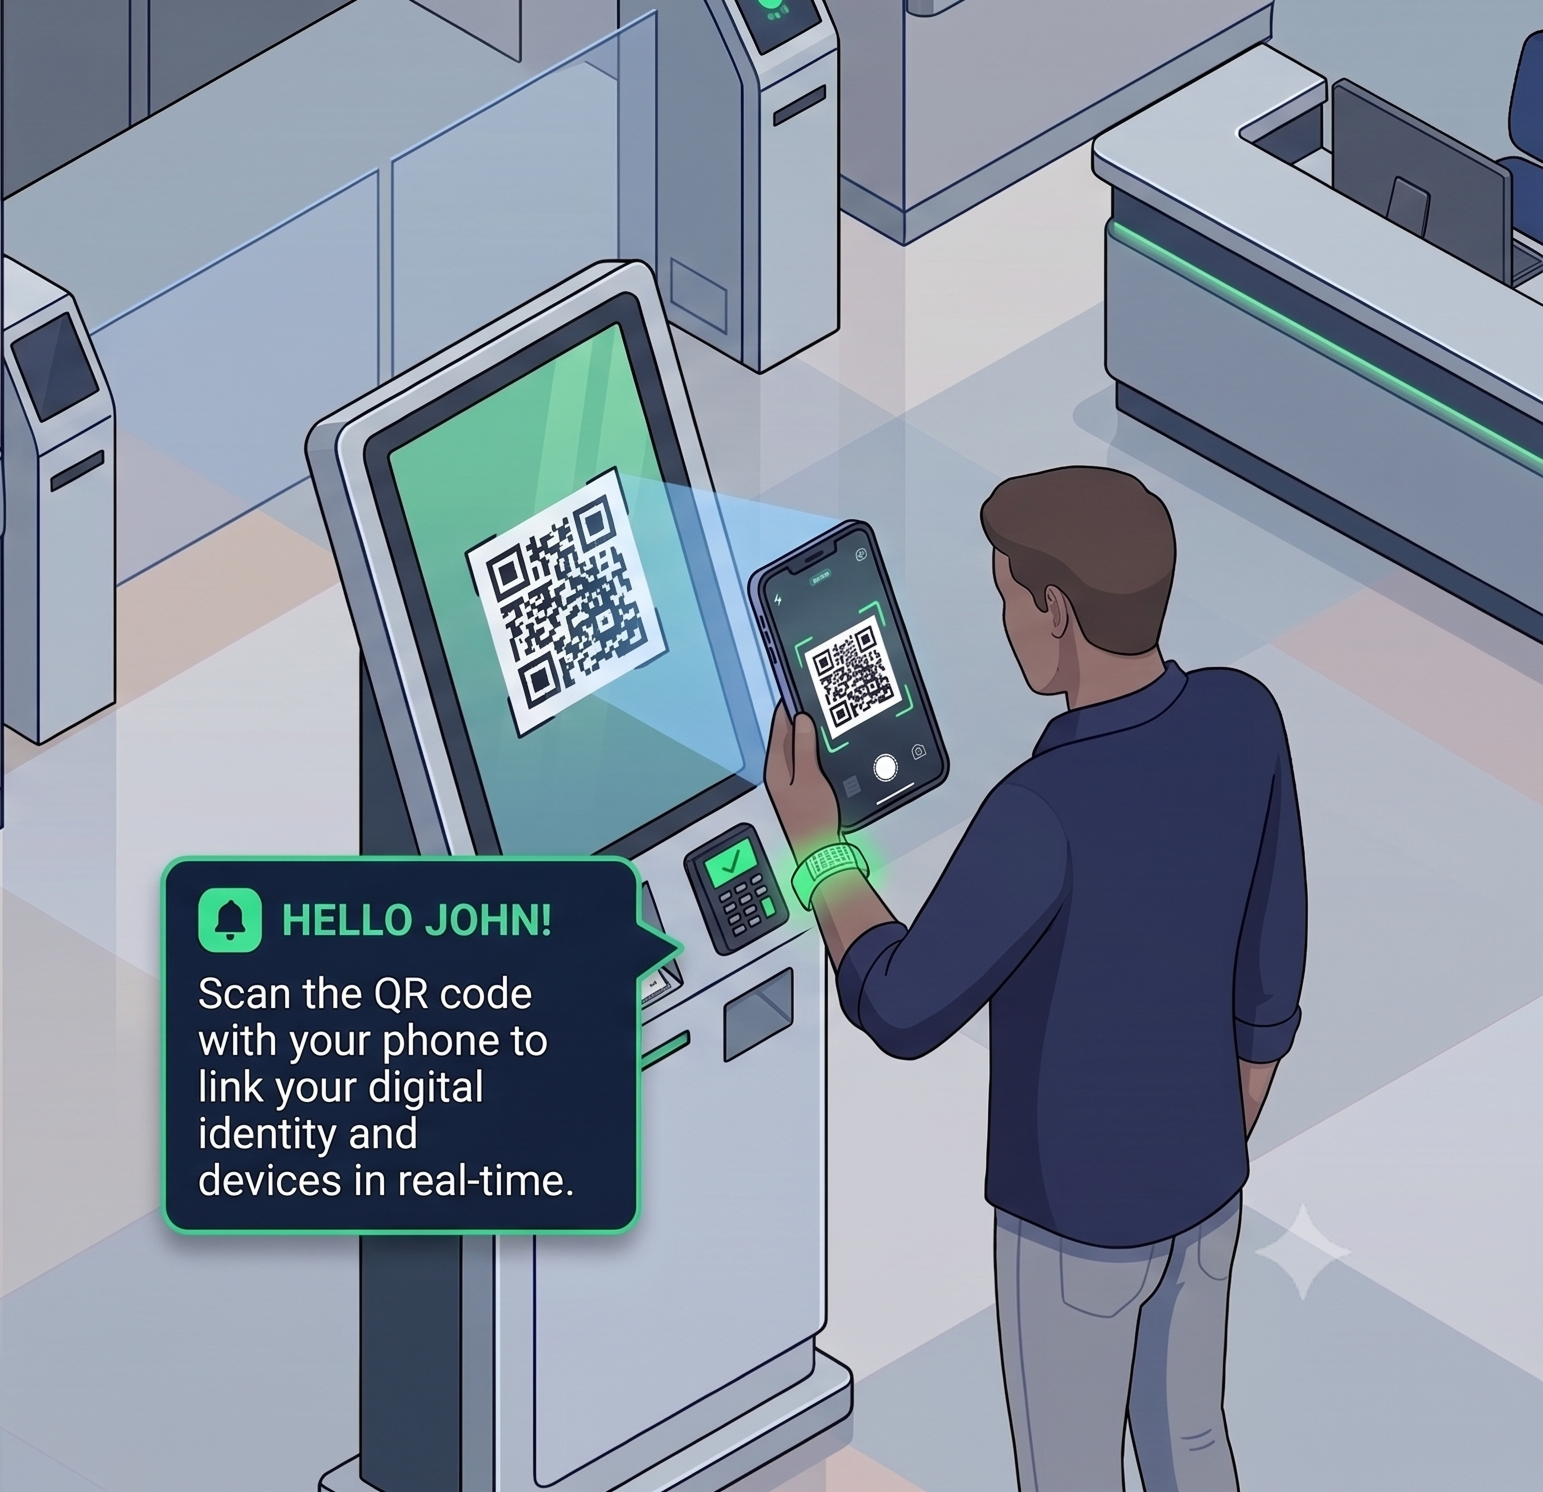 HELLO JOHN!
Scan the QR code
with your phone to
link your digital
identity and
devices in real-time.